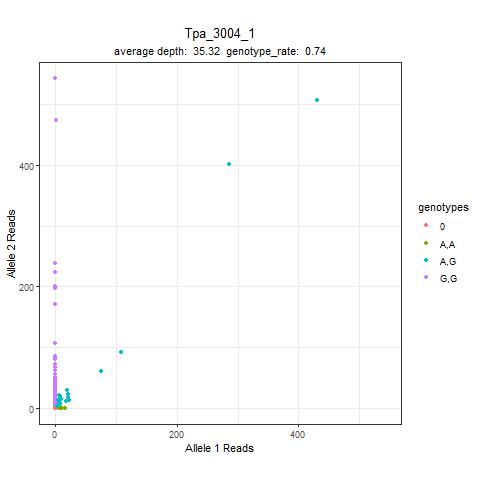 Tpa_3004_1
average depth:  35.32  genotype_rate:  0.74
Allele 2 Reads
400
200
0
0
200
400
Allele 1 Reads
genotypes
0
A,A
A,G
G,G